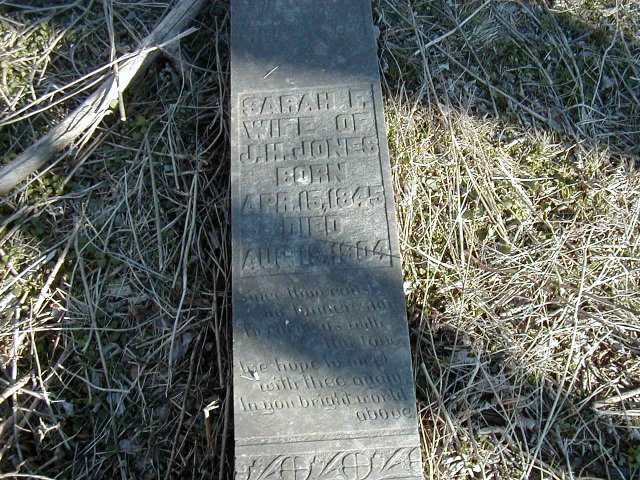 SARAH F.
WIFE OF
J.H. JONES
BORN
APR. 15, 1845
DIED
AUG. 1904
Since thou canst
no longer stay
To cheer us with
thy love
We hope to meet
with thee again
In yon bright world
above